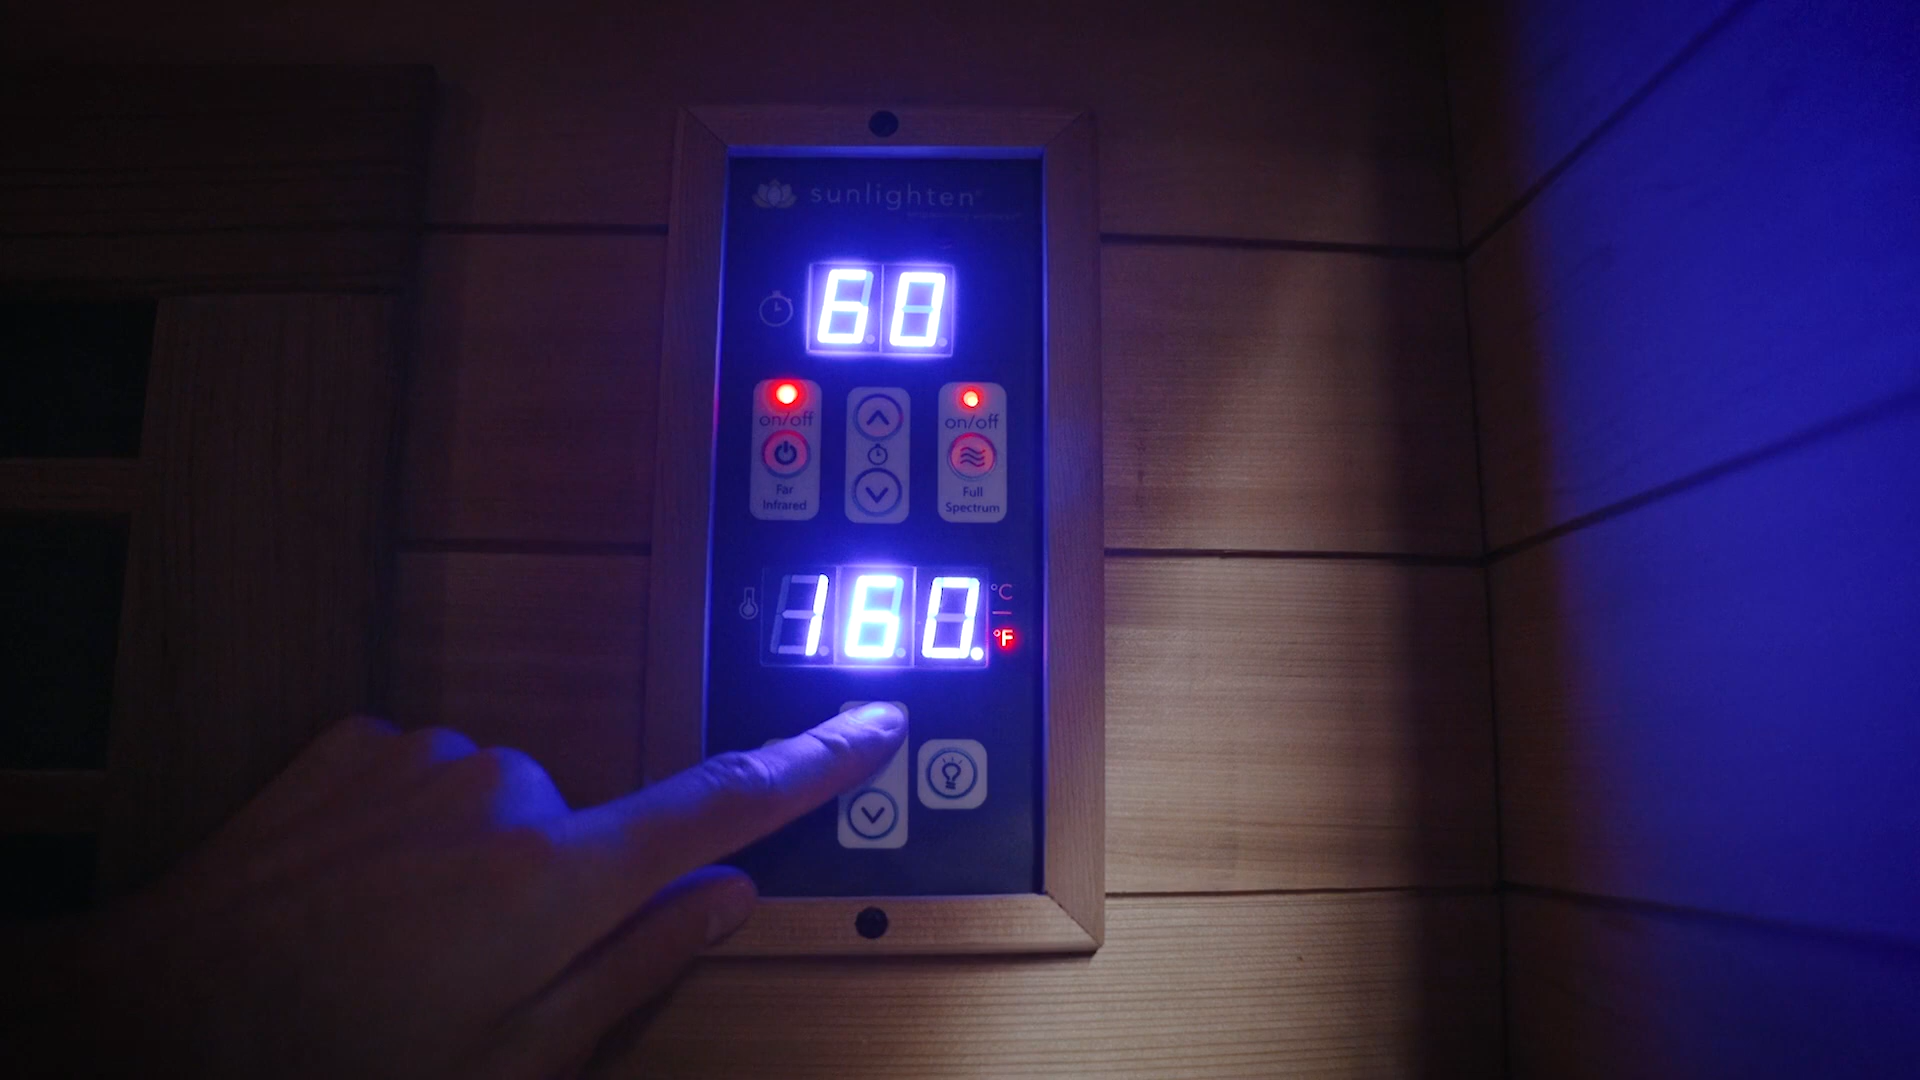 sunlighten®
60
on/off
Far
Infrared
on/off
Full
Spectrum
160.
°C
°F